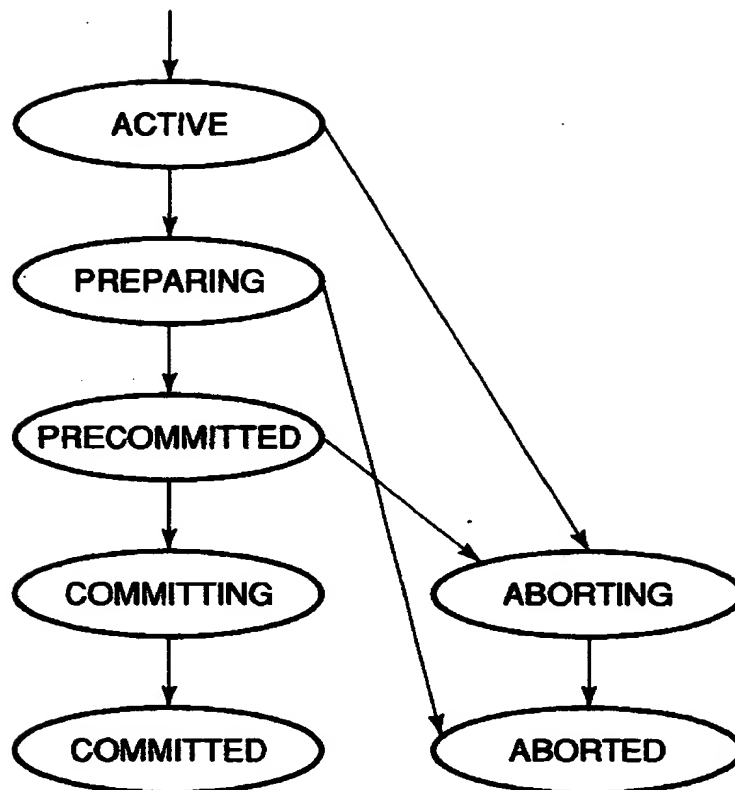 ACTIVE
PREPARING
PRECOMMITTED
COMMITTING
ABORTING
COMMITTED
ABORTED